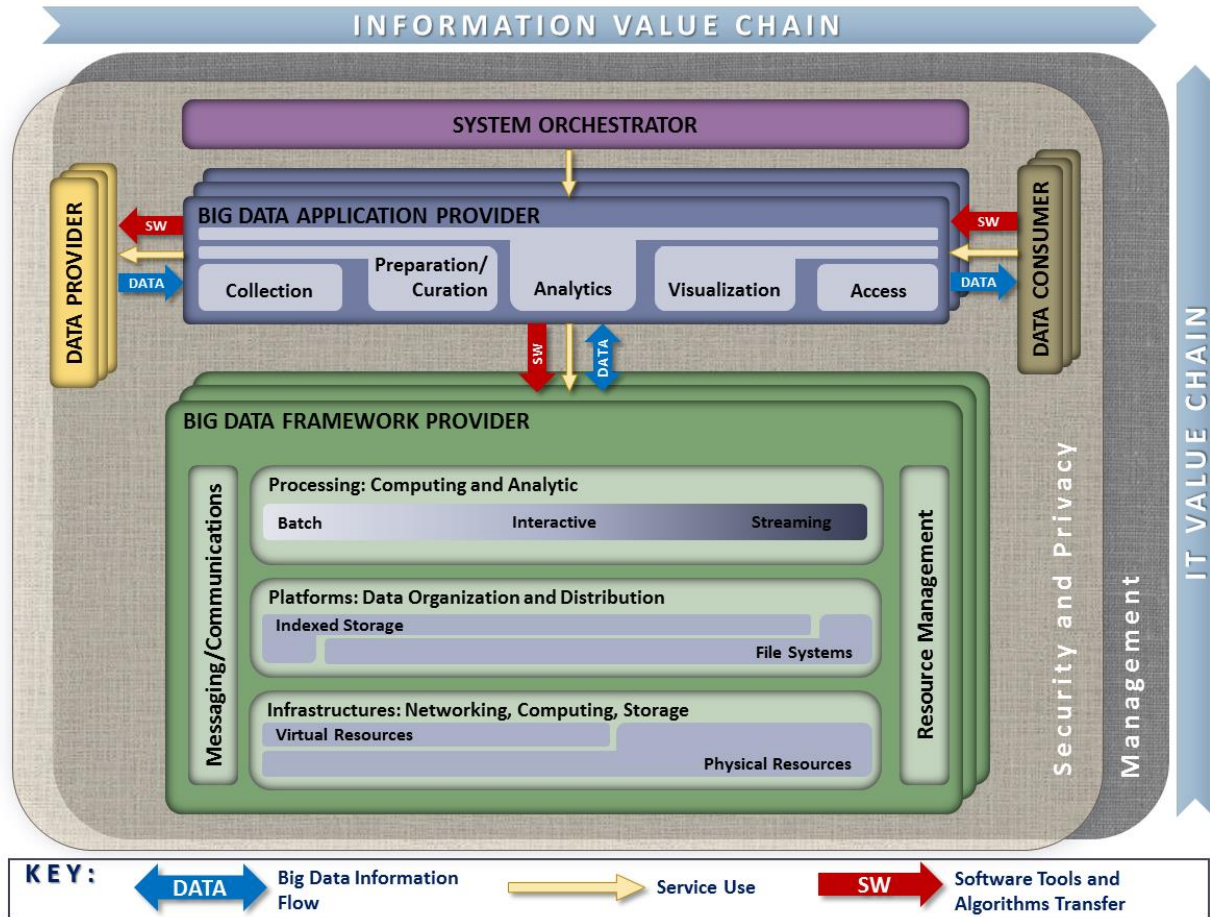 INFORMATION VALUE CHAIN
SYSTEM ORCHESTRATOR
DATA PROVIDER
SW
DATA
BIG DATA APPLICATION PROVIDER
Collection
Preparation/
Curation
Analytics
Visualization
Access
SW
DATA
DATA CONSUMER
SW
DATA
BIG DATA FRAMEWORK PROVIDER
Messaging/Communications
Processing: Computing and Analytic
Batch
Interactive
Streaming
Platforms: Data Organization and Distribution
Indexed Storage
File Systems
Infrastructures: Networking, Computing, Storage
Virtual Resources
Physical Resources
Resource Management
Security and Privacy
Management
IT VALUE CHAIN
KEY:
DATA
Big Data Information
Flow
Service Use
SW
Software Tools and
Algorithms Transfer